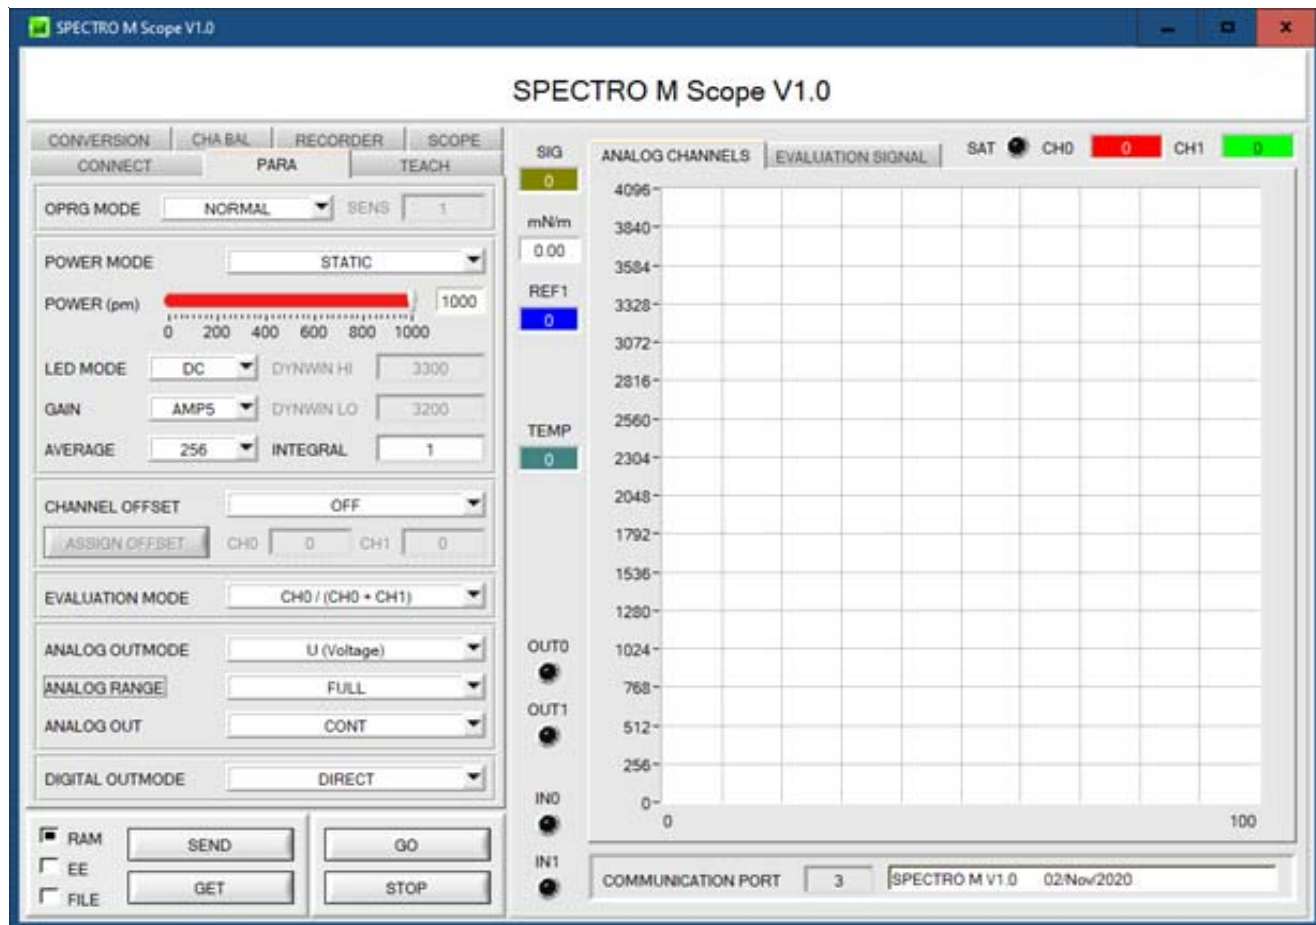 SPECTRO M Scope V1.0
SPECTRO M Scope V1.0
CONVERSION CHA BAL RECORDER SCOPE
CONNECT PARA TEACH
OPRG MODE NORMAL SENS 1
POWER MODE STATIC
POWER (pm) 1000
0 200 400 600 800 1000
LED MODE DC DYNWIN HI 3300
GAIN AMP5 DYNWIN LO 3200
AVERAGE 256 INTEGRAL 1
CHANNEL OFFSET OFF
ASSIGN OFFSET CH0 0 CH1 0
EVALUATION MODE CH0 / (CH0 + CH1)
ANALOG OUTMODE U (Voltage)
ANALOG RANGE FULL
ANALOG OUT CONT
DIGITAL OUTMODE DIRECT
RAM
EE
FILE
SEND
GET
GO
STOP
SIG
0
mN/m
0.00
REF1
0
TEMP
0
OUT0
OUT1
IN0
IN1
ANALOG CHANNELS EVALUATION SIGNAL SAT CH0 0 CH1 0
4096
3840
3584
3328
3072
2816
2560
2304
2048
1792
1536
1280
1024
768
512
256
0
0 100
COMMUNICATION PORT 3 SPECTRO M V1.0 02/Nov/2020